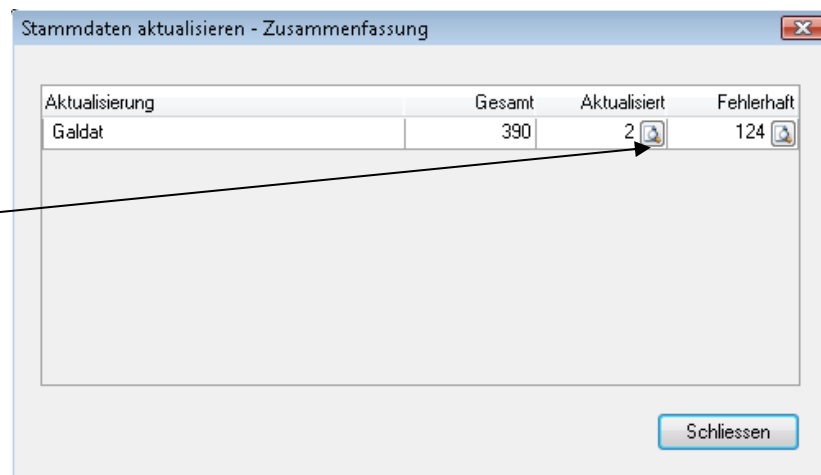 Stammdaten aktualisieren - Zusammenfassung
Aktualisierung Gesamt Aktualisiert Fehlerhaft
Galdat 390 2 124
Schliessen